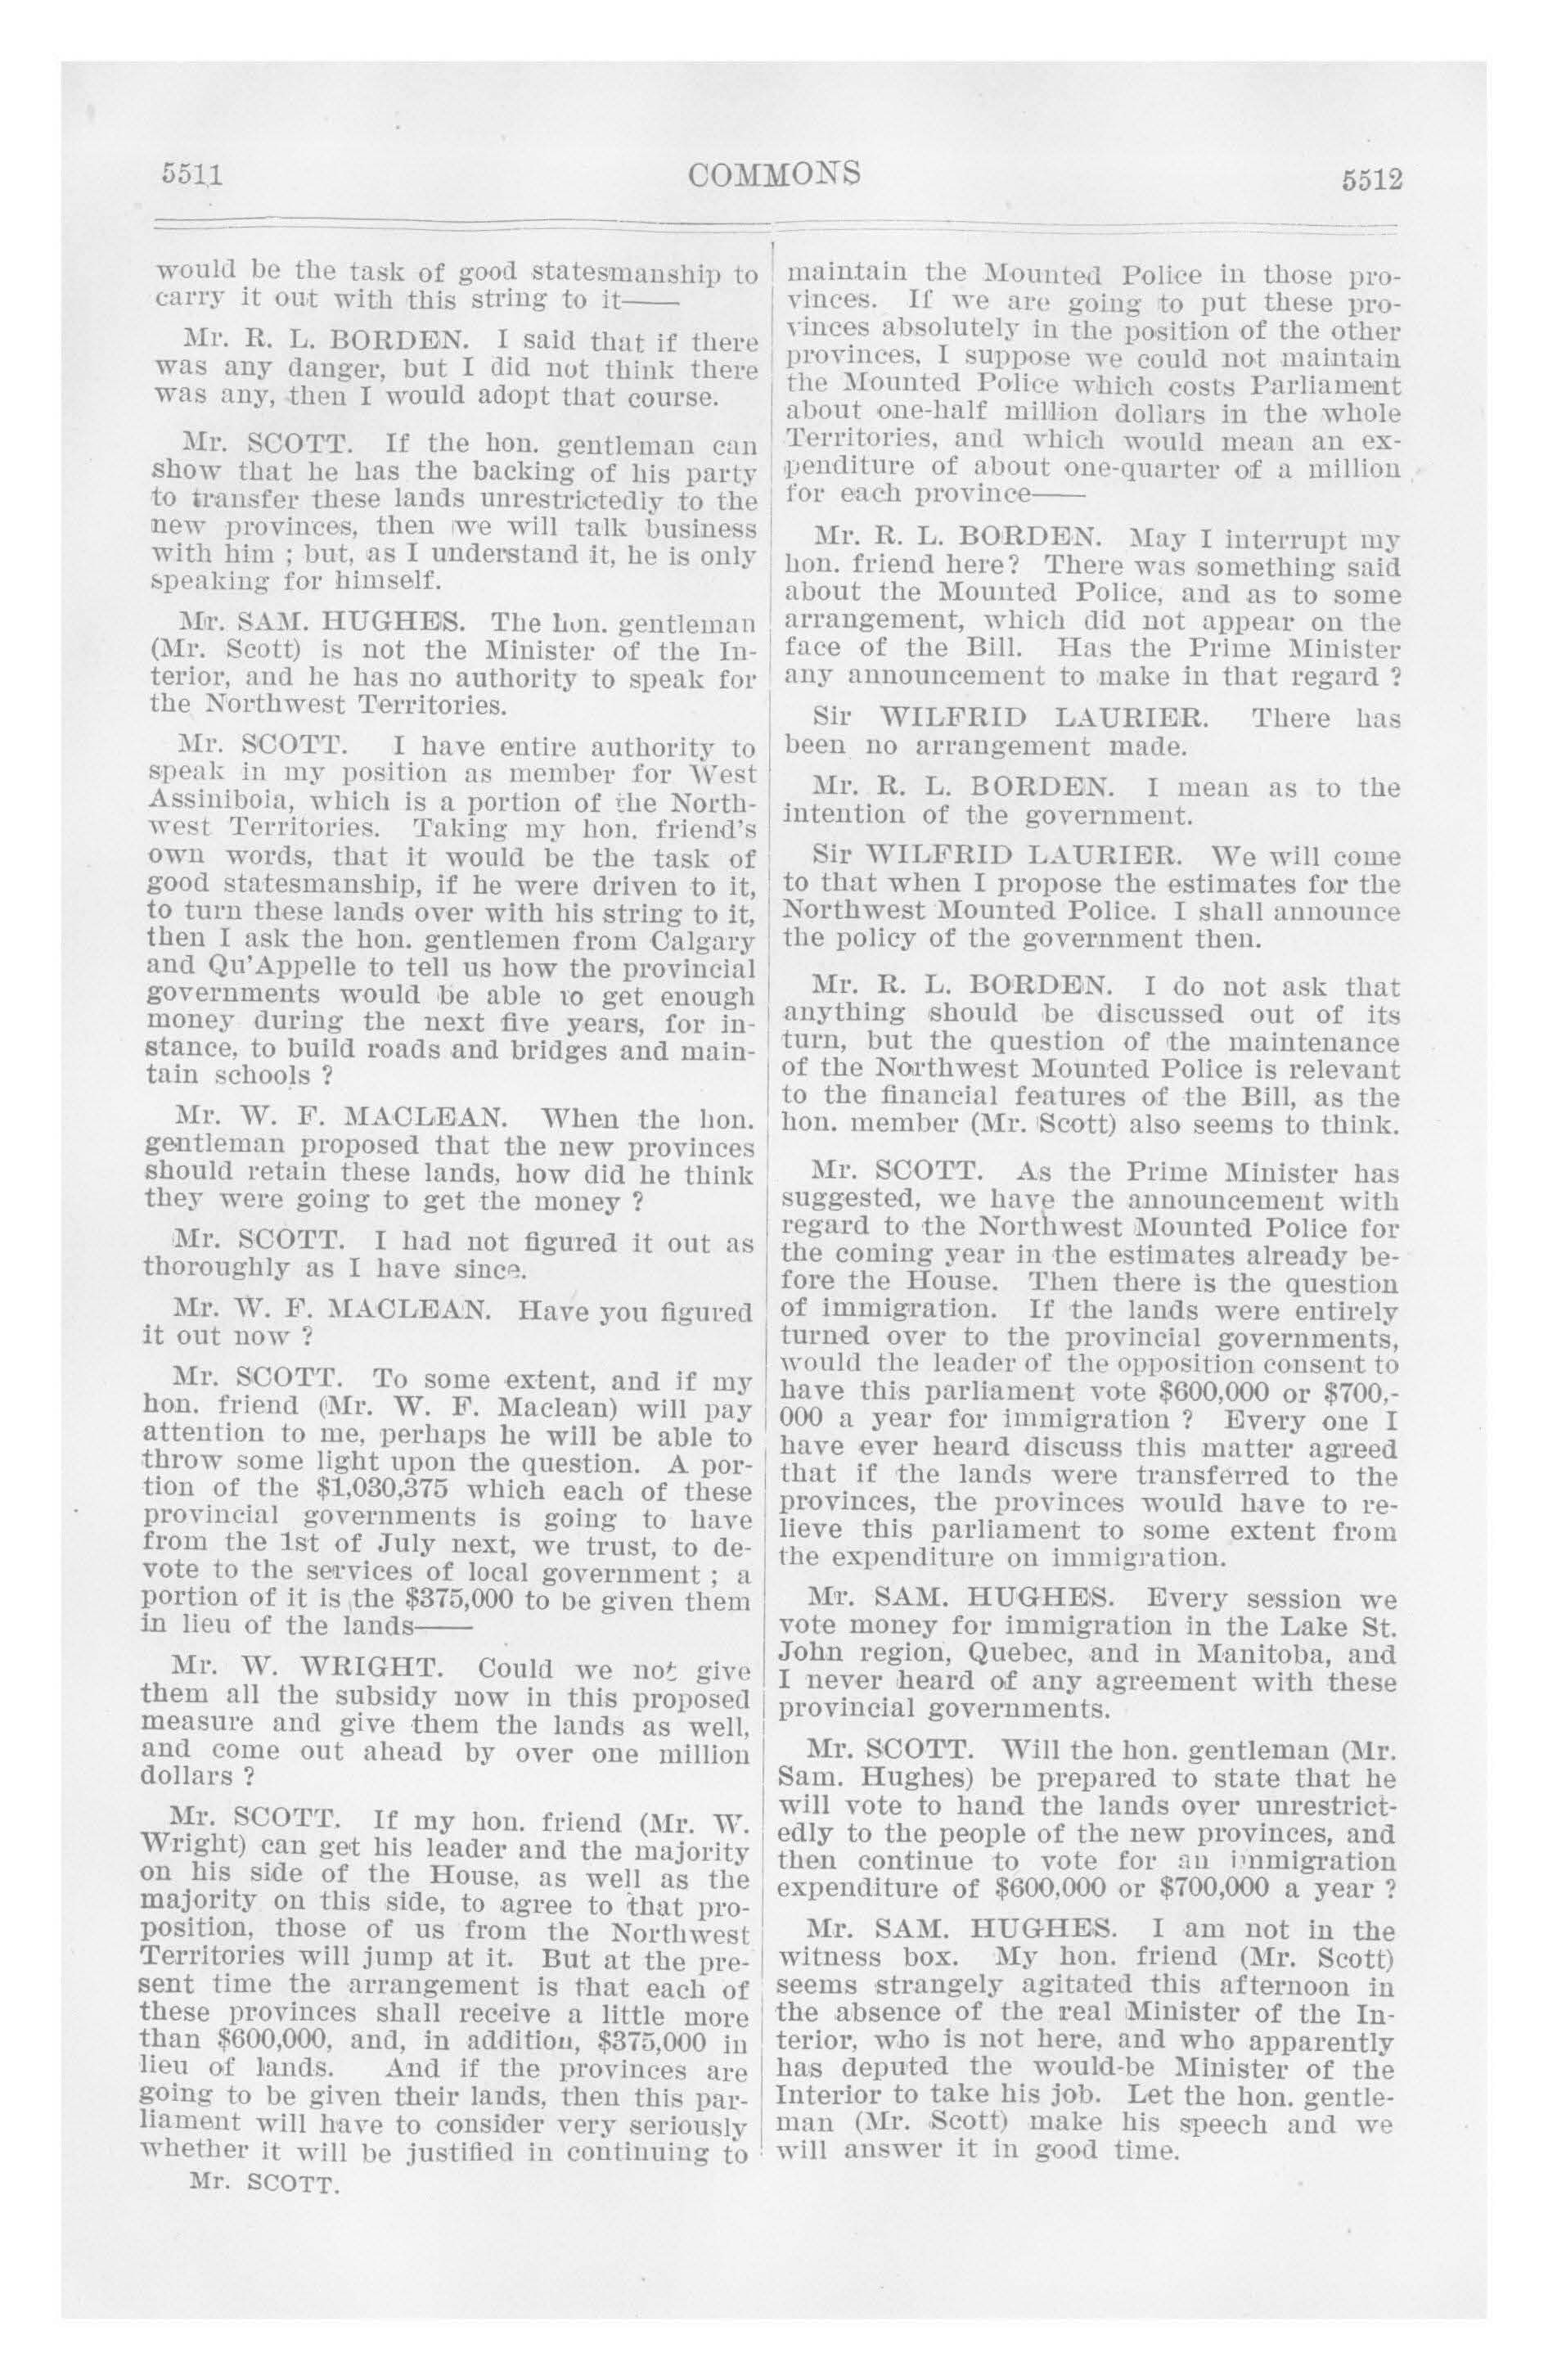 5511
COMMONS
5512
would be the task of good statesmanship to
carry it out with this string to it——
Mr. R. L. BORDEN. I said that if there
was any danger, but I did not think there
was any, then I would adopt that course.
Mr. SCOTT. If the hon. gentleman can
show that he has the backing of his party
to transfer these lands unrestrictedly to the
new provinces, then we will talk business
with him ; but, as I understand it, he is only
speaking for himself.
Mr. SAM. HUGHES. The hon. gentleman
(Mr. Scott) is not the Minister of the In-
terior, and he has no authority to speak for
the Northwest Territories.
Mr. SCOTT. I have entire authority to
speak in my position as member for West
Assiniboia, which is a portion of the North-
west Territories. Taking my hon. friend's
own words, that it would be the task of
good statesmanship, if he were driven to it,
to turn these lands over with his string to it,
then I ask the hon. gentlemen from Calgary
and Qu'Appelle to tell us how the provincial
governments would be able to get enough
money during the next five years, for in-
stance, to build roads and bridges and main-
tain schools ?
Mr. W. F. MACLEAN. When the hon.
gentleman proposed that the new provinces
should retain these lands, how did he think
they were going to get the money ?
Mr. SCOTT. I had not figured it out as
thoroughly as I have since.
Mr. W. F. MACLEAN. Have you figured
it out now ?
Mr. SCOTT. To some extent, and if my
hon. friend (Mr. W. F. Maclean) will pay
attention to me, perhaps he will be able to
throw some light upon the question. A por-
tion of the $1,030,375 which each of these
provincial governments is going to have
from the 1st of July next, we trust, to de-
vote to the services of local government ; a
portion of it is the $375,000 to be given them
in lieu of the lands——
Mr. W. WRIGHT. Could we not give
them all the subsidy now in this proposed
measure and give them the lands as well,
and come out ahead by over one million
dollars ?
Mr. SCOTT. If my hon. friend (Mr. W.
Wright) can get his leader and the majority
on his side of the House, as well as the
majority on this side, to agree to that pro-
position, those of us from the Northwest
Territories will jump at it. But at the pre-
sent time the arrangement is that each of
these provinces shall receive a little more
than $600,000, and, in addition, $375,000 in
lieu of lands. And if the provinces are
going to be given their lands, then this par-
liament will have to consider very seriously
whether it will be justified in continuing to
Mr. SCOTT.
maintain the Mounted Police in those pro-
vinces. If we are going to put these pro-
vinces absolutely in the position of the other
provinces, I suppose we could not maintain
the Mounted Police which costs Parliament
about one-half million dollars in the whole
Territories, and which would mean an ex-
penditure of about one-quarter of a million
for each province——
Mr. R. L. BORDEN. May I interrupt my
hon. friend here? There was something said
about the Mounted Police, and as to some
arrangement, which did not appear on the
face of the Bill. Has the Prime Minister
any announcement to make in that regard ?
Sir WILFRID LAURIER. There has
been no arrangement made.
Mr. R. L. BORDEN. I mean as to the
intention of the government.
Sir WILFRID LAURIER. We will come
to that when I propose the estimates for the
Northwest Mounted Police. I shall announce
the policy of the government then.
Mr. R. L. BORDEN. I do not ask that
anything should be discussed out of its
turn, but the question of the maintenance
of the Northwest Mounted Police is relevant
to the financial features of the Bill, as the
hon. member (Mr. Scott) also seems to think.
Mr. SCOTT. As the Prime Minister has
suggested, we have the announcement with
regard to the Northwest Mounted Police for
the coming year in the estimates already be-
fore the House. Then there is the question
of immigration. If the lands were entirely
turned over to the provincial governments,
would the leader of the opposition consent to
have this parliament vote $600,000 or $700,-
000 a year for immigration ? Every one I
have ever heard discuss this matter agreed
that if the lands were transferred to the
provinces, the provinces would have to re-
lieve this parliament to some extent from
the expenditure on immigration.
Mr. SAM. HUGHES. Every session we
vote money for immigration in the Lake St.
John region, Quebec, and in Manitoba, and
I never heard of any agreement with these
provincial governments.
Mr. SCOTT. Will the hon. gentleman (Mr.
Sam. Hughes) be prepared to state that he
will vote to hand the lands over unrestrict-
edly to the people of the new provinces, and
then continue to vote for an immigration
expenditure of $600,000 or $700,000 a year ?
Mr. SAM. HUGHES. I am not in the
witness box. My hon. friend (Mr. Scott)
seems strangely agitated this afternoon in
the absence of the real Minister of the In-
terior, who is not here, and who apparently
has deputed the would-be Minister of the
Interior to take his job. Let the hon. gentle-
man (Mr. Scott) make his speech and we
will answer it in good time.